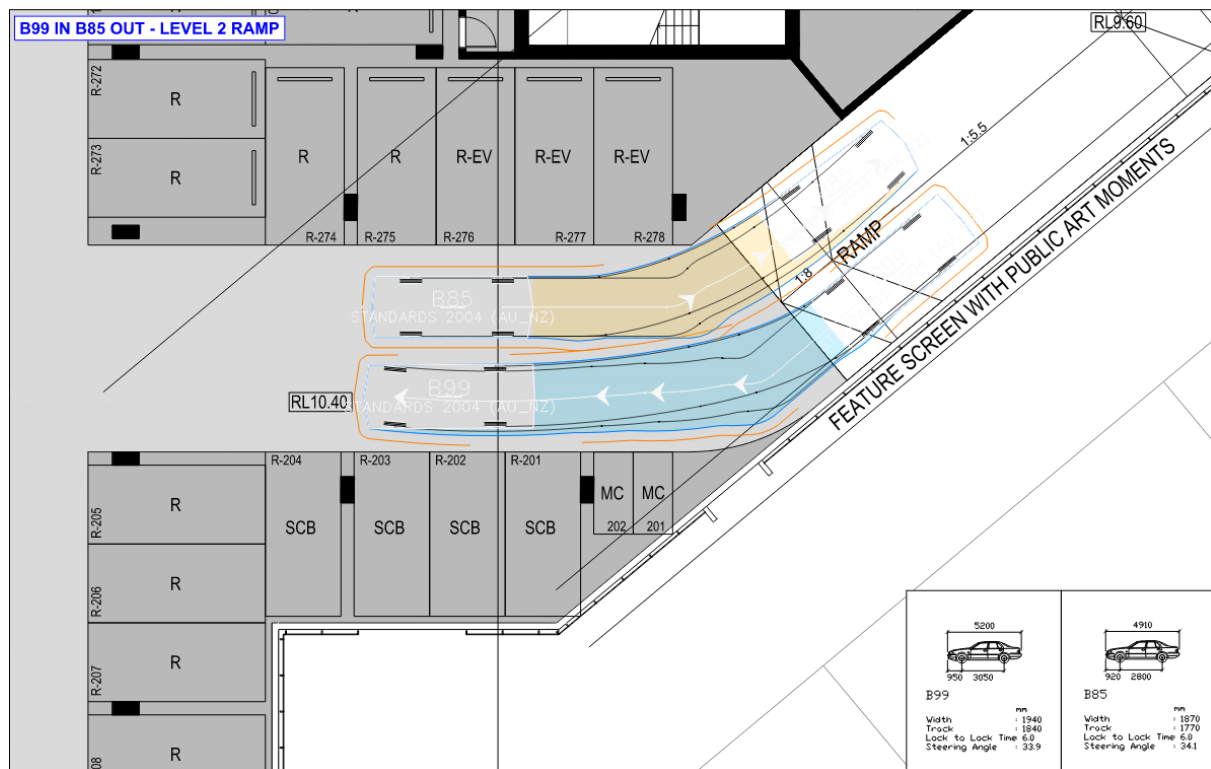 B99 IN B85 OUT - LEVEL 2 RAMP
RL9.60
R-272
R
R-273
R
R
R
R-EV
R-EV
R-EV
R-274
R-275
R-276
R-277
R-278
1:5.5
RAMP
1:8
FEATURE SCREEN WITH PUBLIC ART MOMENTS
B85
STANDARDS 2004 (AU_NZ)
B99
STANDARDS 2004 (AU_NZ)
RL10.40
R-204
R-203
R-202
R-201
SCB
SCB
SCB
SCB
MC
MC
202
201
R-205
R
R-206
R
R-207
R
08
R
5200
950
3050
B99
mm
Width : 1940
Track : 1840
Lock to Lock Time : 6.0
Steering Angle : 33.9
4910
920
2800
B85
mm
Width : 1870
Track : 1770
Lock to Lock Time : 6.0
Steering Angle : 34.1